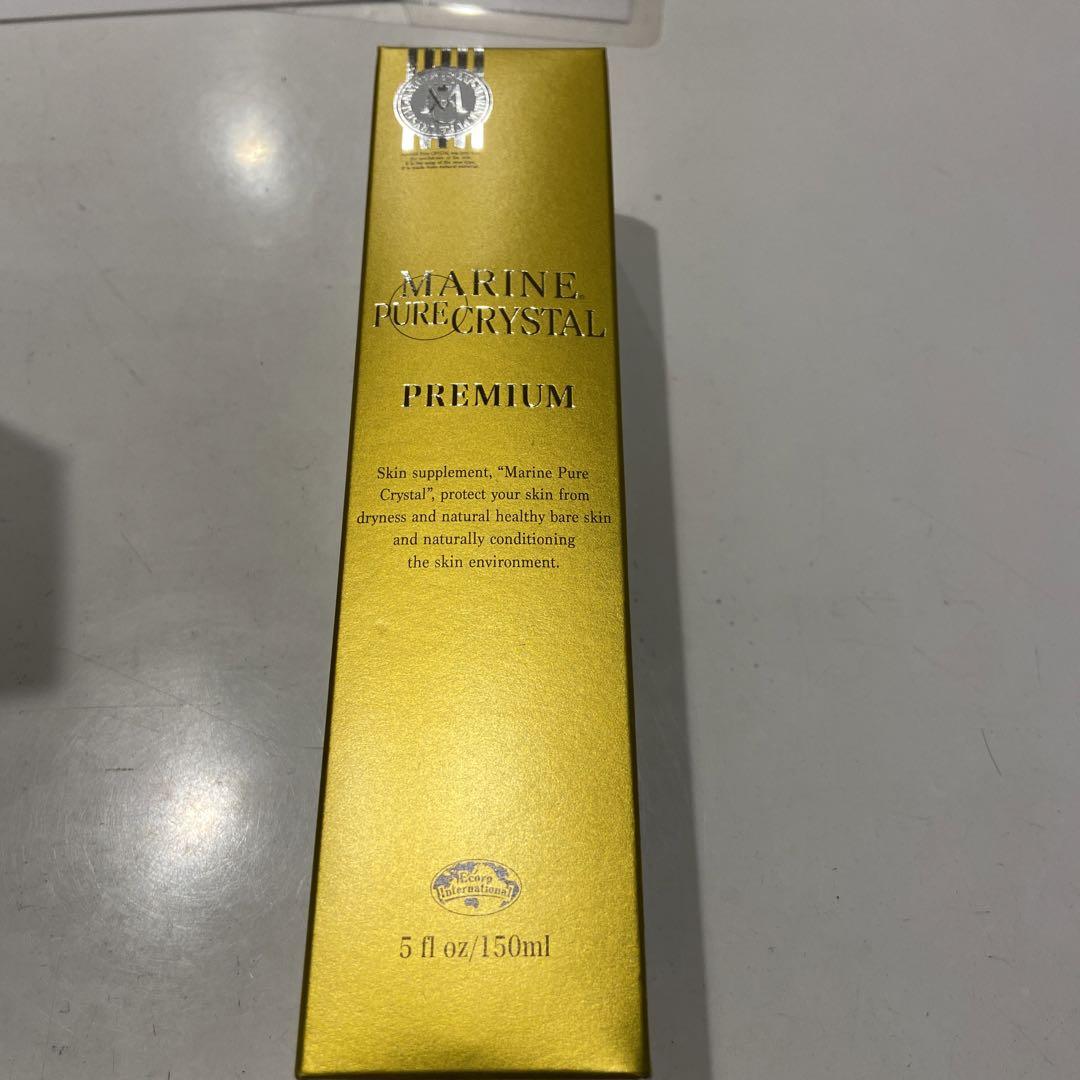 MARINE®
PURE CRYSTAL
PREMIUM
Skin supplement, “Marine Pure
Crystal”, protect your skin from
dryness and natural healthy bare skin
and naturally conditioning
the skin environment.
Ecorp
International
5 fl oz/150ml